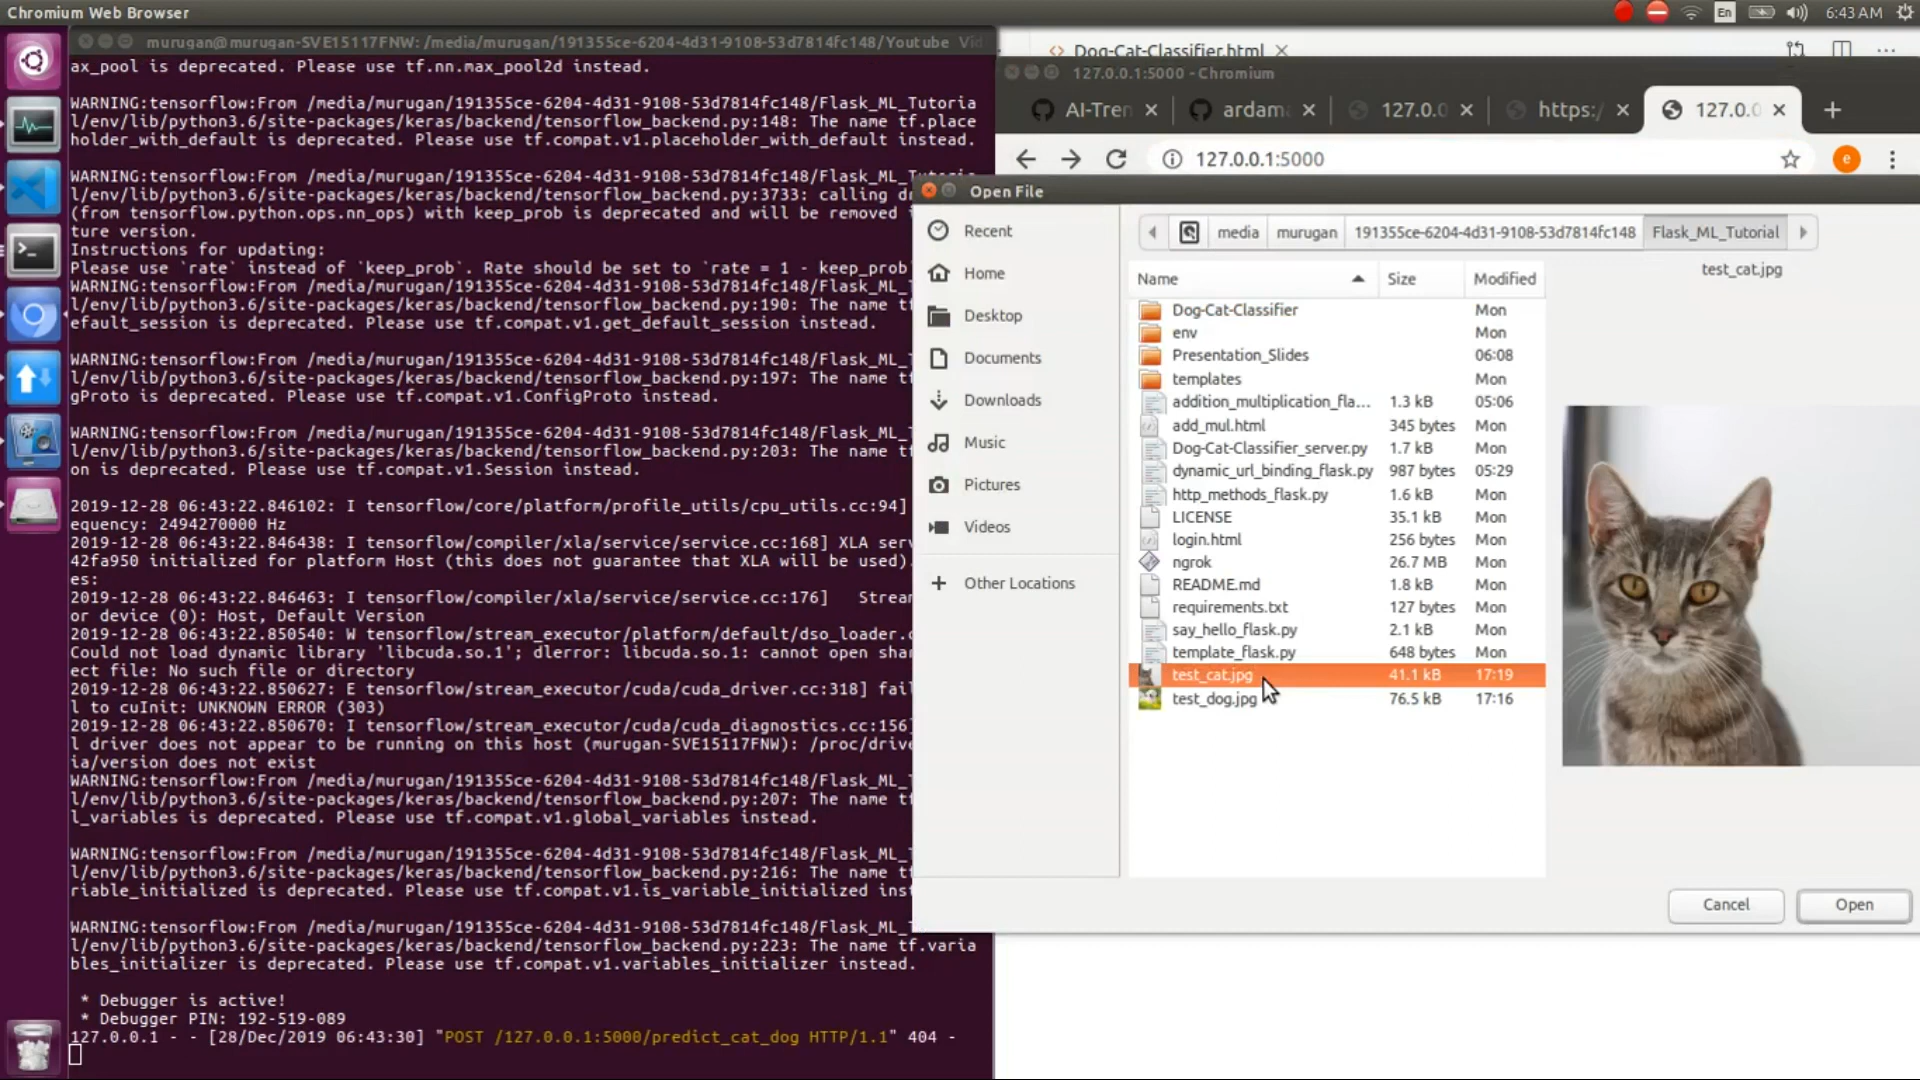 Chromium Web Browser
En
6:43 AM
murugan@murugan-SVE15117FNW: /media/murugan/191355ce-6204-4d31-9108-53d7814fc148/Youtube Vid
ax_pool is deprecated. Please use tf.nn.max_pool2d instead.
WARNING:tensorflow:From /media/murugan/191355ce-6204-4d31-9108-53d7814fc148/Flask_ML_Tutoria
l/env/lib/python3.6/site-packages/keras/backend/tensorflow_backend.py:148: The name tf.place
holder_with_default is deprecated. Please use tf.compat.v1.placeholder_with_default instead.
WARNING:tensorflow:From /media/murugan/191355ce-6204-4d31-9108-53d7814fc148/Flask_ML_Tutoria
l/env/lib/python3.6/site-packages/keras/backend/tensorflow_backend.py:3733: calling d
(from tensorflow.python.ops.nn_ops) with keep_prob is deprecated and will be removed i
ture version.
Instructions for updating:
Please use `rate` instead of `keep_prob`. Rate should be set to `rate = 1 - keep_prob`
WARNING:tensorflow:From /media/murugan/191355ce-6204-4d31-9108-53d7814fc148/Flask_ML_T
l/env/lib/python3.6/site-packages/keras/backend/tensorflow_backend.py:190: The name tf
efault_session is deprecated. Please use tf.compat.v1.get_default_session instead.
WARNING:tensorflow:From /media/murugan/191355ce-6204-4d31-9108-53d7814fc148/Flask_ML_T
l/env/lib/python3.6/site-packages/keras/backend/tensorflow_backend.py:197: The name tf
gProto is deprecated. Please use tf.compat.v1.ConfigProto instead.
WARNING:tensorflow:From /media/murugan/191355ce-6204-4d31-9108-53d7814fc148/Flask_ML_T
l/env/lib/python3.6/site-packages/keras/backend/tensorflow_backend.py:203: The name tf
on is deprecated. Please use tf.compat.v1.Session instead.
2019-12-28 06:43:22.846102: I tensorflow/core/platform/profile_utils/cpu_utils.cc:94]
equency: 2494270000 Hz
2019-12-28 06:43:22.846438: I tensorflow/compiler/xla/service/service.cc:168] XLA serv
42fa950 initialized for platform Host (this does not guarantee that XLA will be used).
es:
2019-12-28 06:43:22.846463: I tensorflow/compiler/xla/service/service.cc:176] Strea
or device (0): Host, Default Version
2019-12-28 06:43:22.850540: W tensorflow/stream_executor/platform/default/dso_loader.c
Could not load dynamic library 'libcuda.so.1'; dlerror: libcuda.so.1: cannot open shar
ect file: No such file or directory
2019-12-28 06:43:22.850627: E tensorflow/stream_executor/cuda/cuda_driver.cc:318] fail
l to cuInit: UNKNOWN ERROR (303)
2019-12-28 06:43:22.850670: I tensorflow/stream_executor/cuda/cuda_diagnostics.cc:156]
l driver does not appear to be running on this host (murugan-SVE15117FNW): /proc/drive
ia/version does not exist
WARNING:tensorflow:From /media/murugan/191355ce-6204-4d31-9108-53d7814fc148/Flask_ML_T
l/env/lib/python3.6/site-packages/keras/backend/tensorflow_backend.py:207: The name tf
l_variables is deprecated. Please use tf.compat.v1.global_variables instead.
WARNING:tensorflow:From /media/murugan/191355ce-6204-4d31-9108-53d7814fc148/Flask_ML_T
l/env/lib/python3.6/site-packages/keras/backend/tensorflow_backend.py:216: The name tf
riable_initialized is deprecated. Please use tf.compat.v1.is_variable_initialized inst
WARNING:tensorflow:From /media/murugan/191355ce-6204-4d31-9108-53d7814fc148/Flask_ML_T
l/env/lib/python3.6/site-packages/keras/backend/tensorflow_backend.py:223: The name tf.varia
bles_initializer is deprecated. Please use tf.compat.v1.variables_initializer instead.
* Debugger is active!
* Debugger PIN: 192-519-089
127.0.0.1 - - [28/Dec/2019 06:43:30] "POST /127.0.0.1:5000/predict_cat_dog HTTP/1.1" 404 -
Dog-Cat-Classifier.html
127.0.0.1:5000 - Chromium
AI-Tren
ardam
127.0.0
https:/
127.0.0
127.0.0.1:5000
e
Open File
Recent
Home
Desktop
Documents
Downloads
Music
Pictures
Videos
Other Locations
media murugan 191355ce-6204-4d31-9108-53d7814fc148 Flask_ML_Tutorial
Name Size Modified
Dog-Cat-Classifier Mon
env Mon
Presentation_Slides 06:08
templates Mon
addition_multiplication_fla... 1.3 kB 05:06
add_mul.html 345 bytes Mon
Dog-Cat-Classifier_server.py 1.7 kB Mon
dynamic_url_binding_flask.py 987 bytes 05:29
http_methods_flask.py 1.6 kB Mon
LICENSE 35.1 kB Mon
login.html 256 bytes Mon
ngrok 26.7 MB Mon
README.md 1.8 kB Mon
requirements.txt 127 bytes Mon
say_hello_flask.py 2.1 kB Mon
template_flask.py 648 bytes Mon
test_cat.jpg 41.1 kB 17:19
test_dog.jpg 76.5 kB 17:16
test_cat.jpg
Cancel
Open